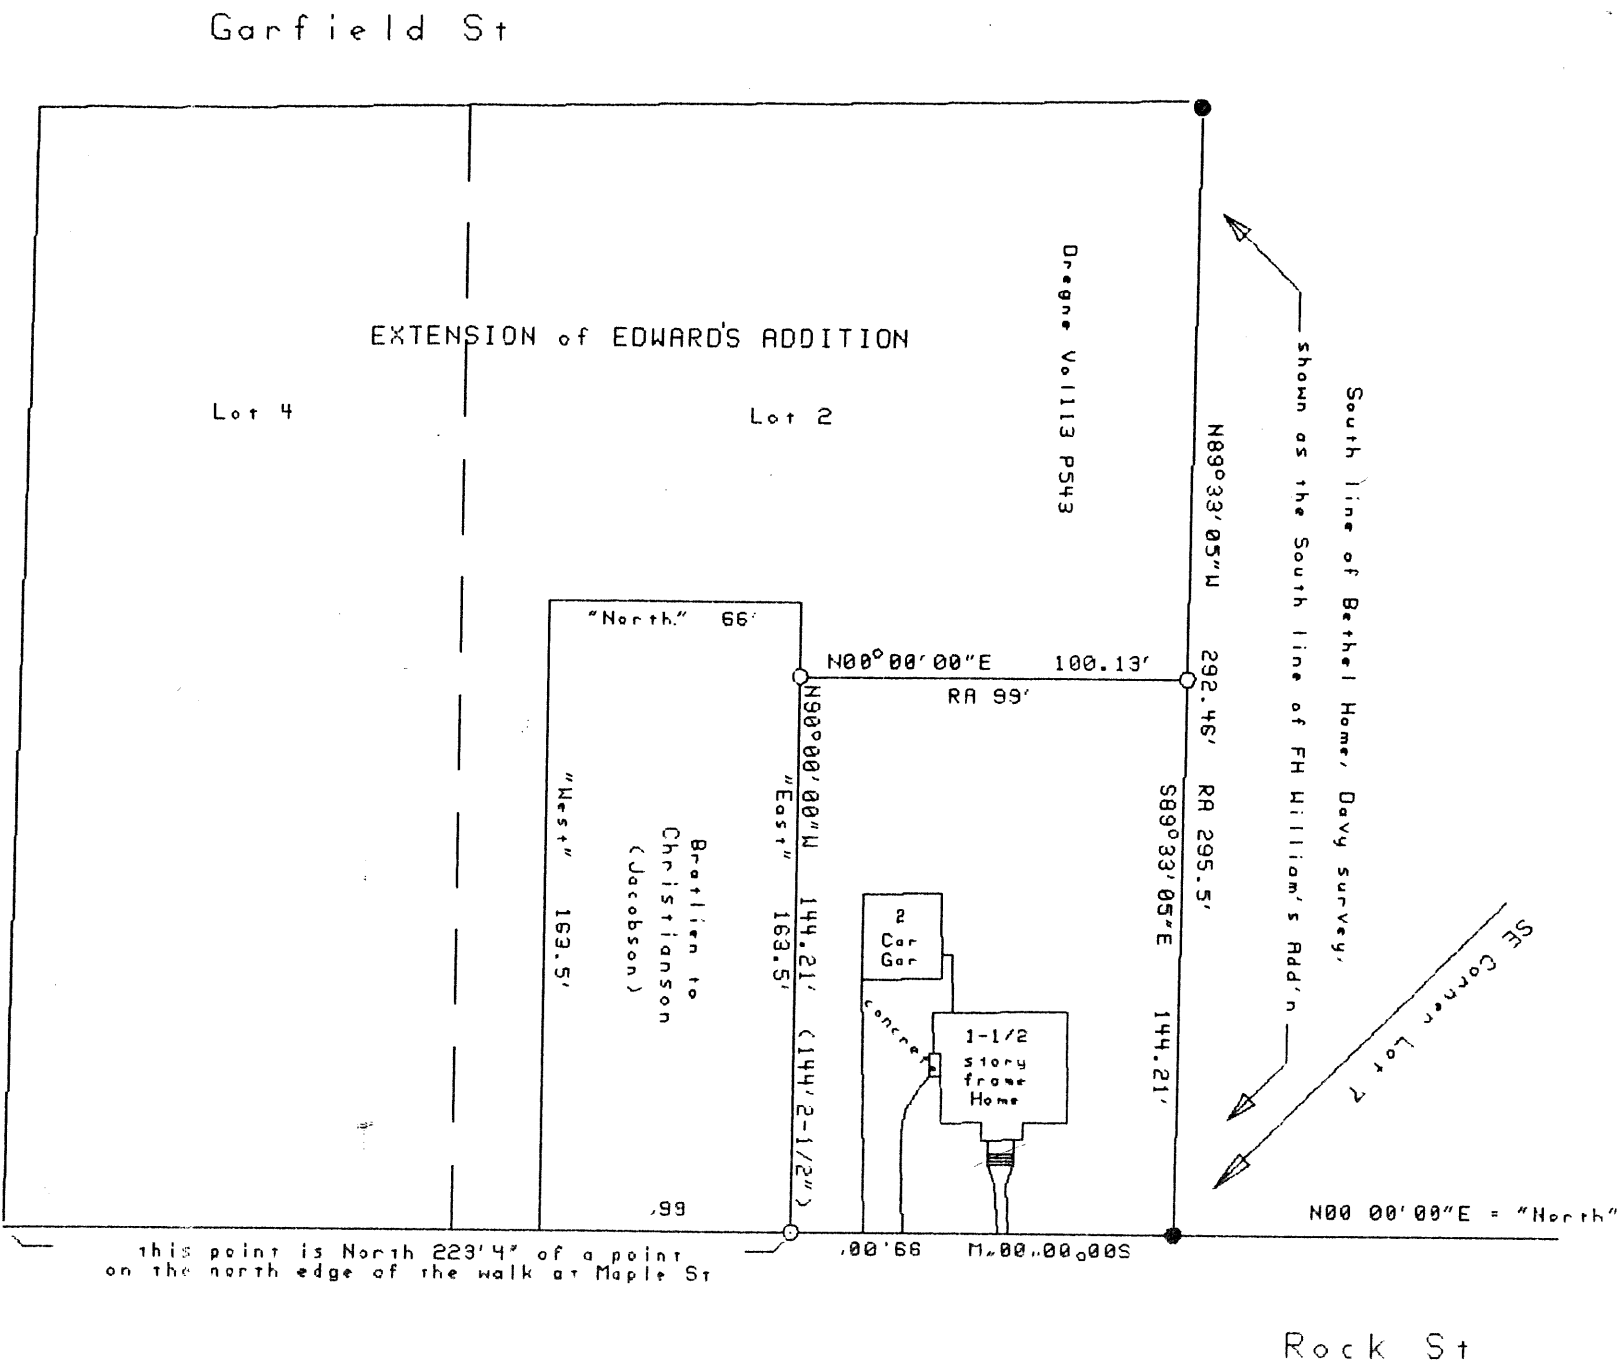 Garfield St
EXTENSION of EDWARD'S ADDITION
Lot 4
Lot 2
Dregne Vol113 P543
N89°33'05"W 292.46' RA 295.5'
South line of Bethel Home, Davy survey,
shown as the South line of FH William's Add'n
"North" 66'
N00°00'00"E 100.13'
RA 99'
N90°00'00"W 144.21' (144'2-1/2")
"East" 163.5'
"West" 163.5'
Bratlien to
Christianson
(Jacobson)
S89°33'05"E 144.21'
2
Car
Gar
concrete
1-1/2
story
frame
Home
SE Corner Lot 7
66'
S00°00'00"W 99.00'
N00 00'00"E = "North"
this point is North 223'4" of a point
on the north edge of the walk at Maple St
Rock St